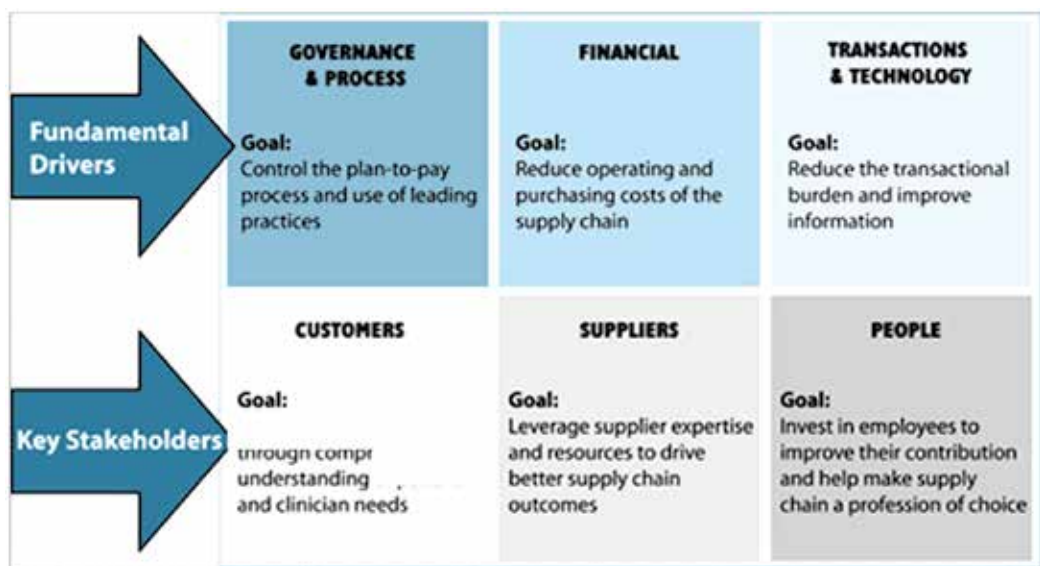 Fundamental
Drivers
GOVERNANCE
& PROCESS
Goal:
Control the plan-to-pay
process and use of leading
practices
FINANCIAL
Goal:
Reduce operating and
purchasing costs of the
supply chain
TRANSACTIONS
& TECHNOLOGY
Goal:
Reduce the transactional
burden and improve
information
Key Stakeholders
CUSTOMERS
Goal:
through
understanding
and clinician needs
SUPPLIERS
Goal:
Leverage supplier expertise
and resources to drive
better supply chain
outcomes
PEOPLE
Goal:
Invest in employees to
improve their contribution
and help make supply
chain a profession of choice